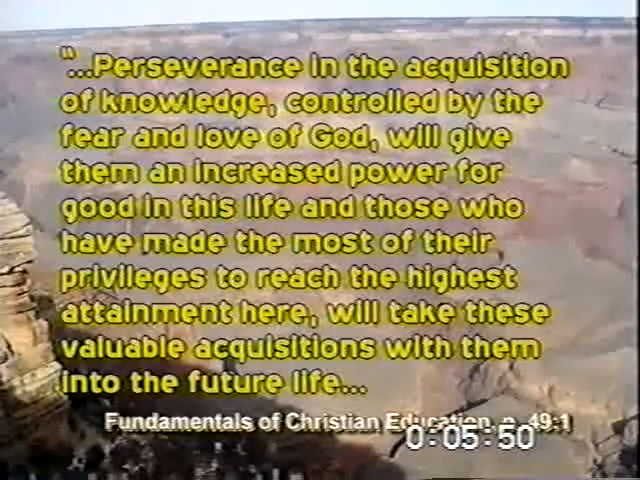 "...Perseverance in the acquisition
of knowledge, controlled by the
fear and love of God, will give
them an increased power for
good in this life and those who
have made the most of their
privileges to reach the highest
attainment here, will take these
valuable acquisitions with them
into the future life...
Fundamentals of Christian Education, p. 49:1
0:05:50